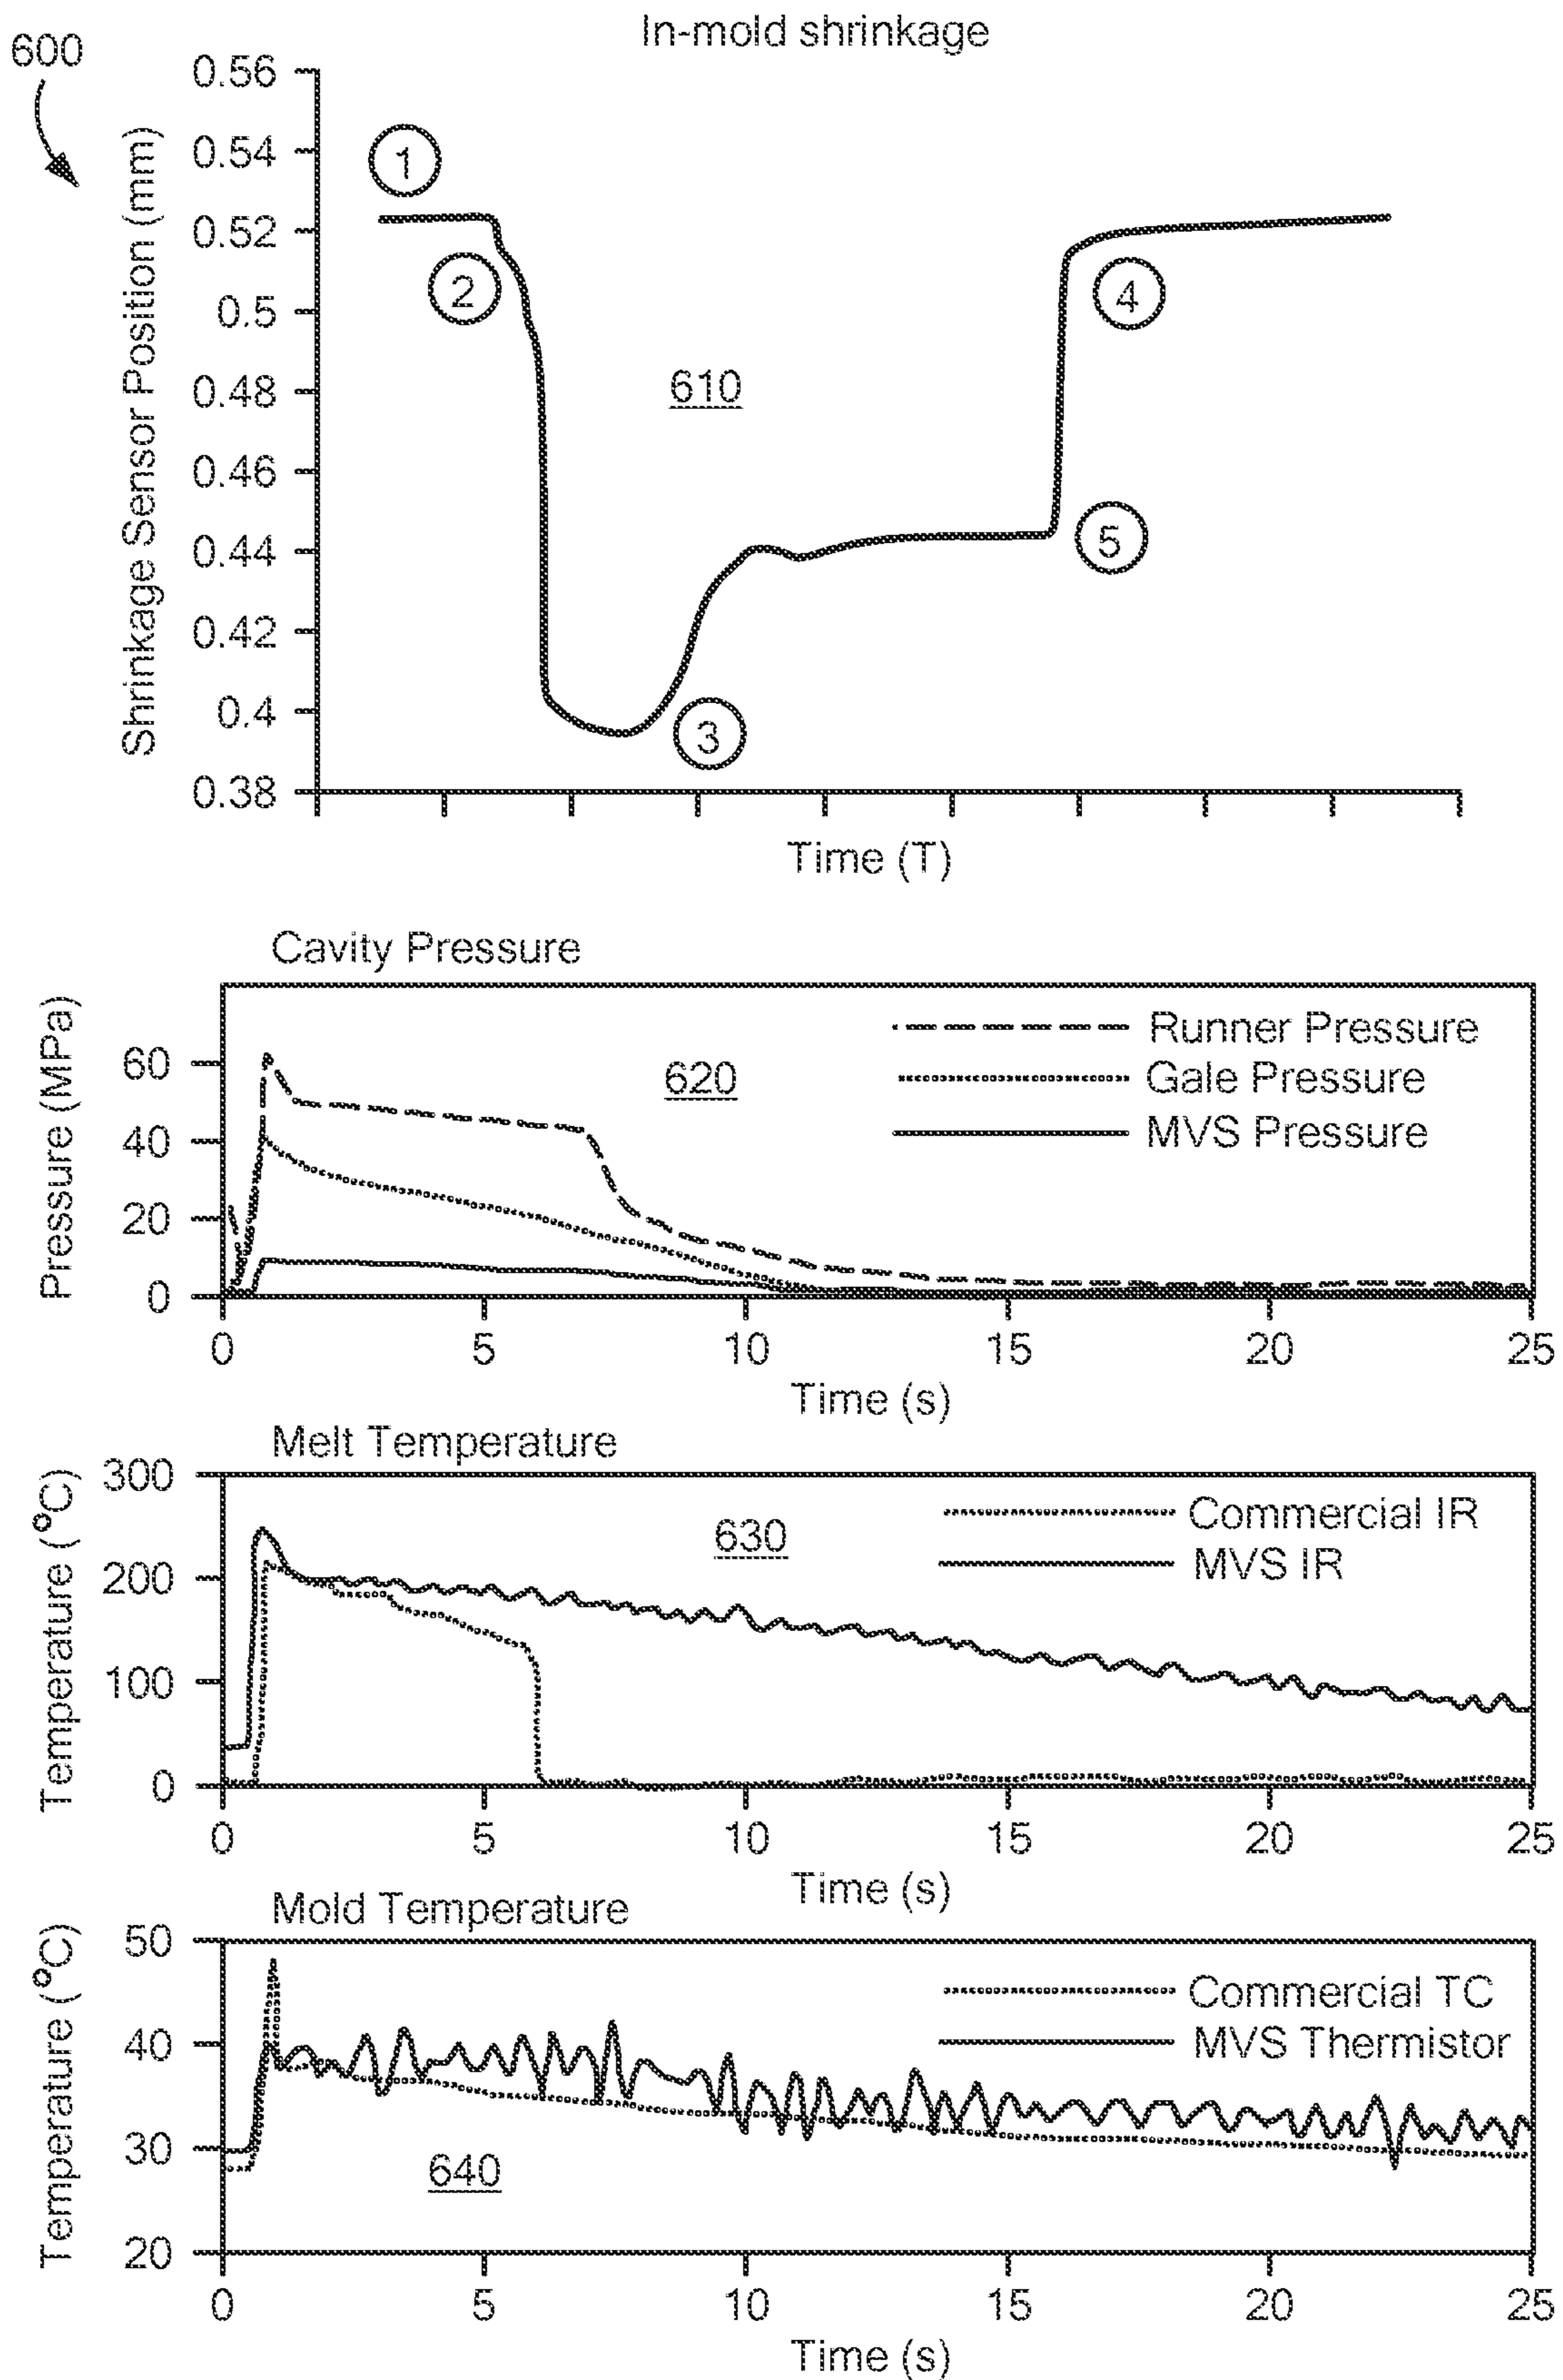 600
In-mold shrinkage
Shrinkage Sensor Position (mm)
0.56
0.54
0.52
0.5
0.48
0.46
0.44
0.42
0.4
0.38
1
2
610
4
5
3
Time (T)
Cavity Pressure
Pressure (MPa)
60
40
20
0
620
Runner Pressure
Gale Pressure
MVS Pressure
0 5 10 15 20 25
Time (s)
Melt Temperature
Temperature (°C)
300
200
100
0
630
Commercial IR
MVS IR
0 5 10 15 20 25
Time (s)
Mold Temperature
Temperature (°C)
50
40
30
20
Commercial TC
MVS Thermistor
640
0 5 10 15 20 25
Time (s)